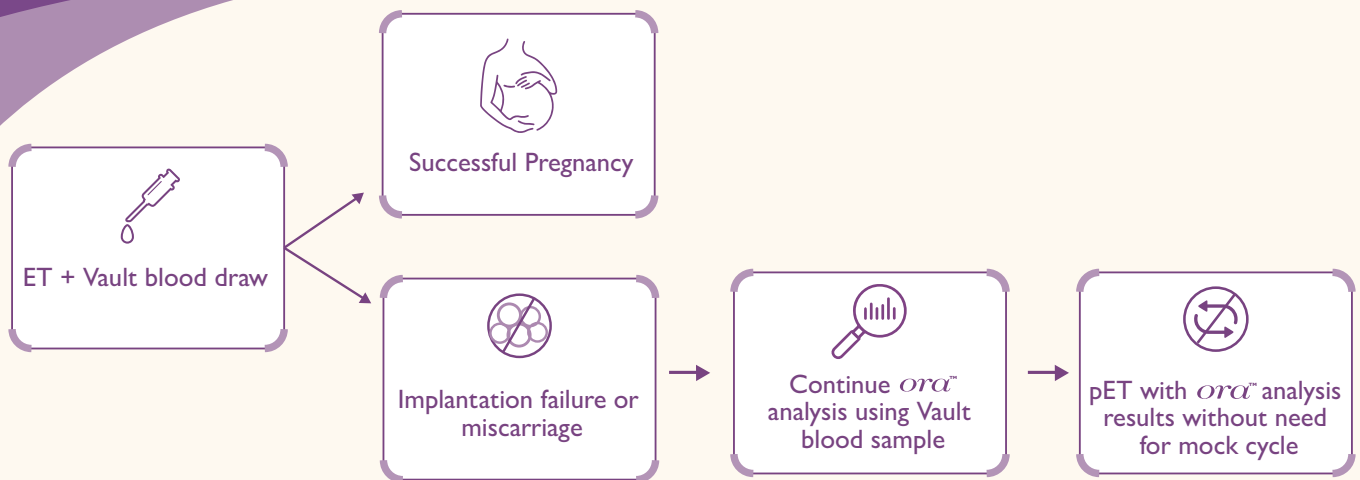 Successful Pregnancy
ET + Vault blood draw
Implantation failure or
miscarriage
Continue ora™
analysis using Vault
blood sample
pET with ora™ analysis
results without need
for mock cycle